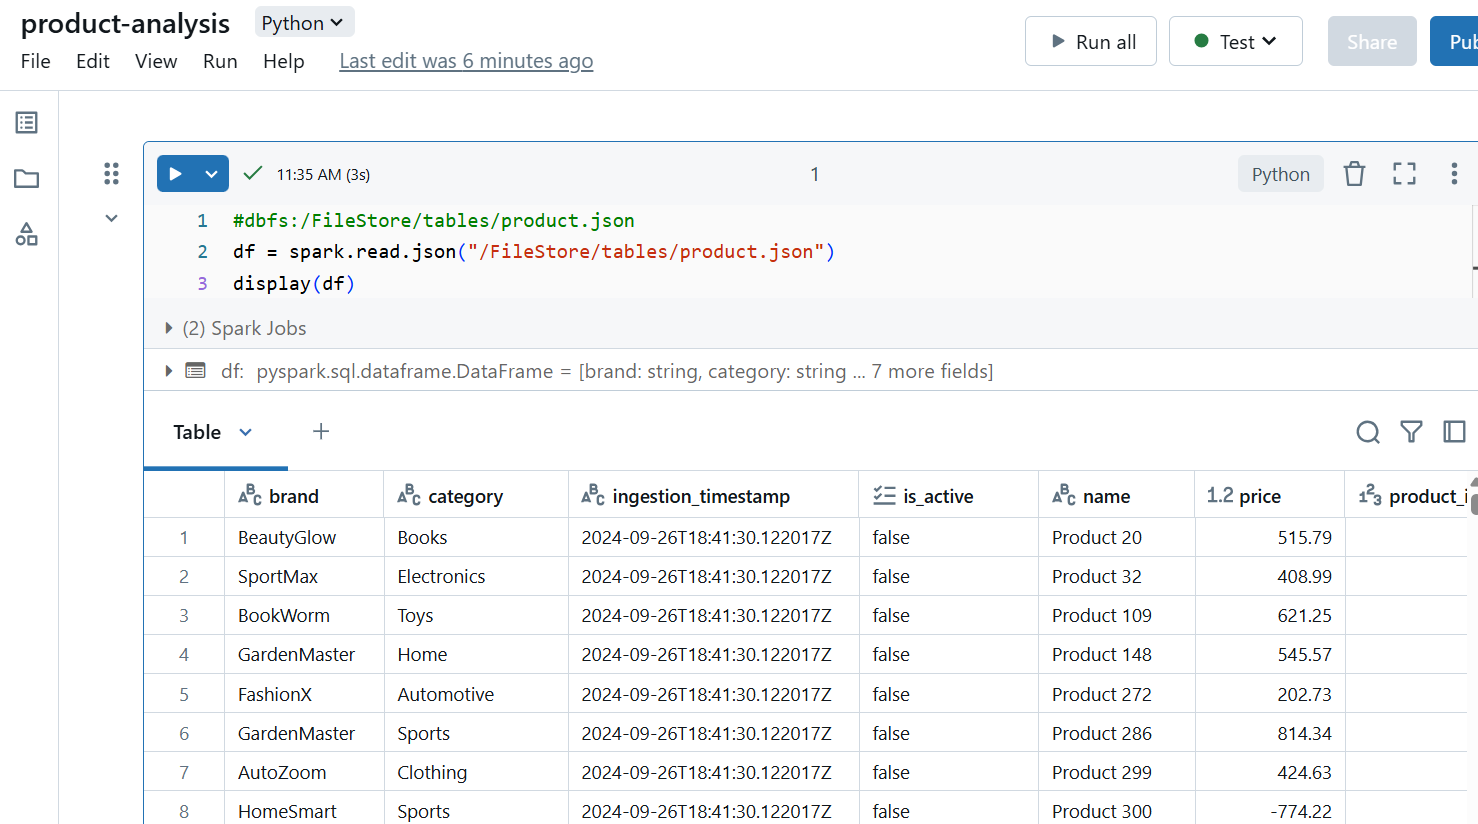 product-analysis Python
File Edit View Run Help Last edit was 6 minutes ago
Run all Test Share
11:35 AM (3s) 1 Python
1 #dbfs:/FileStore/tables/product.json
2 df = spark.read.json("/FileStore/tables/product.json")
3 display(df)
(2) Spark Jobs
df: pyspark.sql.dataframe.DataFrame = [brand: string, category: string ... 7 more fields]
Table +
brand category ingestion_timestamp is_active name 1.2 price
1 BeautyGlow Books 2024-09-26T18:41:30.122017Z false Product 20 515.79
2 SportMax Electronics 2024-09-26T18:41:30.122017Z false Product 32 408.99
3 BookWorm Toys 2024-09-26T18:41:30.122017Z false Product 109 621.25
4 GardenMaster Home 2024-09-26T18:41:30.122017Z false Product 148 545.57
5 FashionX Automotive 2024-09-26T18:41:30.122017Z false Product 272 202.73
6 GardenMaster Sports 2024-09-26T18:41:30.122017Z false Product 286 814.34
7 AutoZoom Clothing 2024-09-26T18:41:30.122017Z false Product 299 424.63
8 HomeSmart Sports 2024-09-26T18:41:30.122017Z false Product 300 -774.22